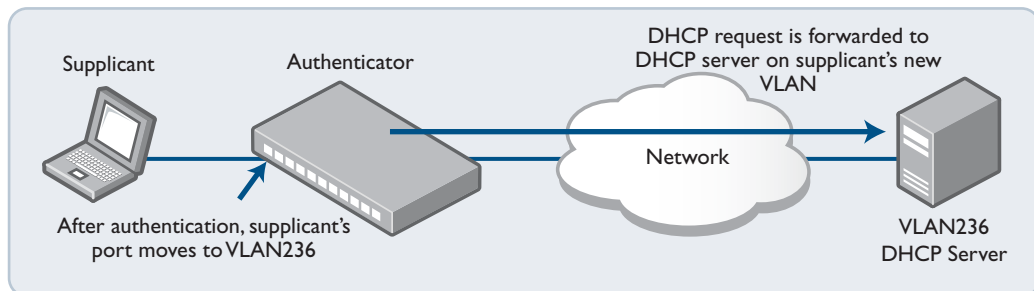 DHCP request is forwarded to
DHCP server on supplicant's new
VLAN
Supplicant
Authenticator
Network
After authentication, supplicant's
port moves to VLAN236
VLAN236
DHCP Server